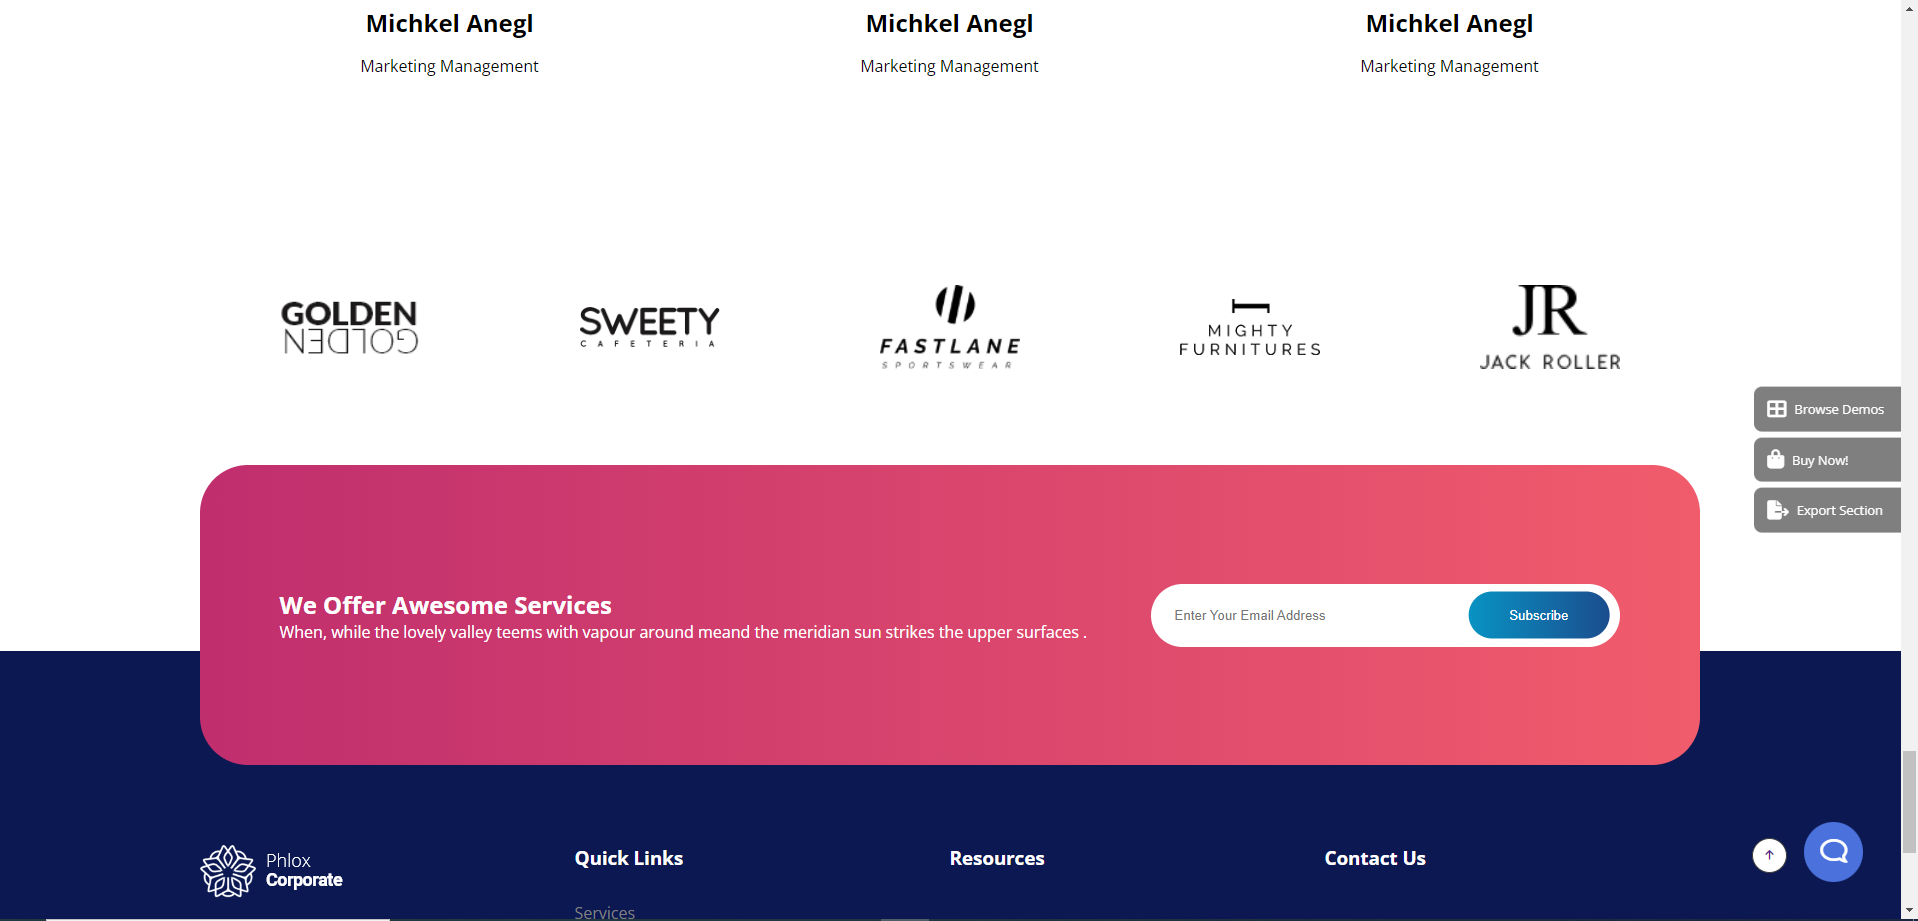 Michkel Anegl
Michkel Anegl
Michkel Anegl
Marketing Management
Marketing Management
Marketing Management
GOLDEN
GOLDEN
SWEETY
CAFETERIA
FASTLANE
SPORTSWEAR
MIGHTY
FURNITURES
JR
JACK ROLLER
Browse Demos
Buy Now!
Export Section
We Offer Awesome Services
When, while the lovely valley teems with vapour around meand the meridian sun strikes the upper surfaces .
Enter Your Email Address
Subscribe
Phlox
Corporate
Quick Links
Resources
Contact Us
Services